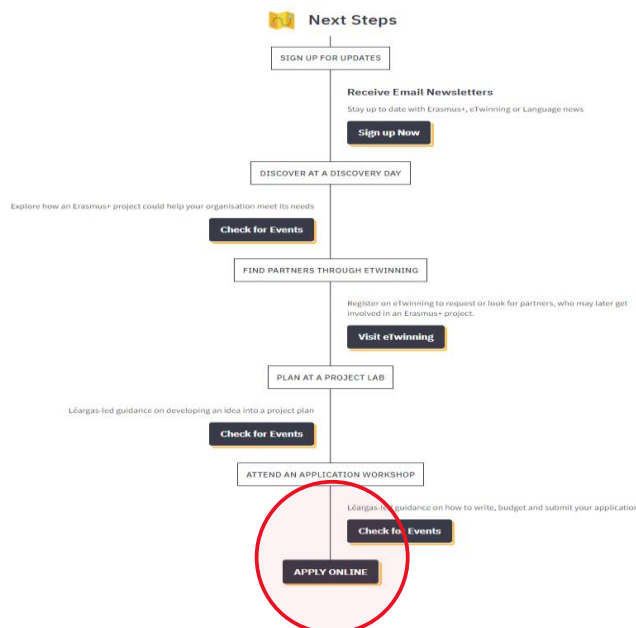 Next Steps
SIGN UP FOR UPDATES
Receive Email Newsletters
Stay up to date with Erasmus+, eTwinning or Language news
Sign up Now
DISCOVER AT A DISCOVERY DAY
Explore how an Erasmus+ project could help your organisation meet its needs
Check for Events
FIND PARTNERS THROUGH ETWINNING
Register on eTwinning to request or look for partners, who may later get
involved in an Erasmus+ project.
Visit eTwinning
PLAN AT A PROJECT LAB
Léargas-led guidance on developing an idea into a project plan
Check for Events
ATTEND AN APPLICATION WORKSHOP
Léargas-led guidance on how to write, budget and submit your application
Check for Events
APPLY ONLINE